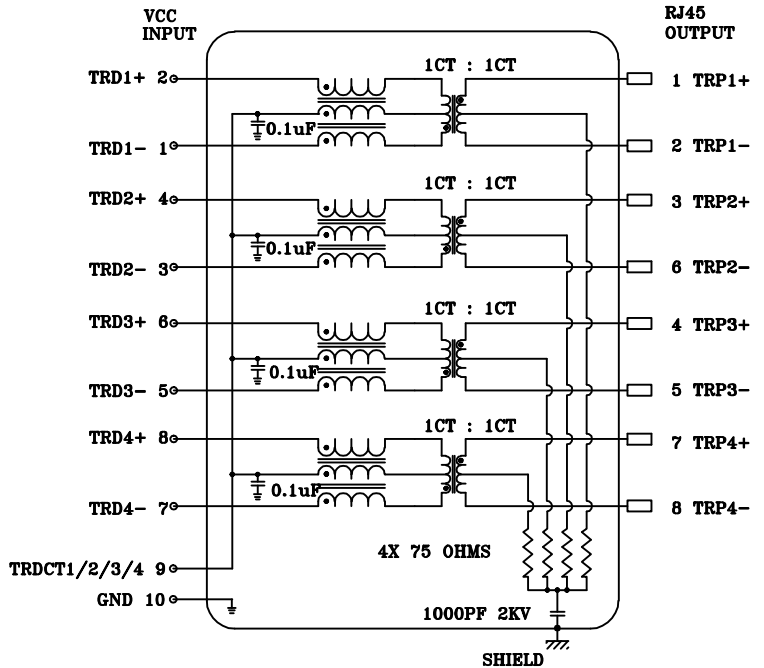 VCC
INPUT
RJ45
OUTPUT
1CT : 1CT
TRD1+ 2
1 TRP1+
0.1uF
TRD1- 1
2 TRP1-
1CT : 1CT
TRD2+ 4
3 TRP2+
0.1uF
TRD2- 3
6 TRP2-
1CT : 1CT
TRD3+ 6
4 TRP3+
0.1uF
TRD3- 5
5 TRP3-
1CT : 1CT
TRD4+ 8
7 TRP4+
0.1uF
TRD4- 7
8 TRP4-
4X 75 OHMS
TRDCT1/2/3/4 9
GND 10
1000PF 2KV
SHIELD